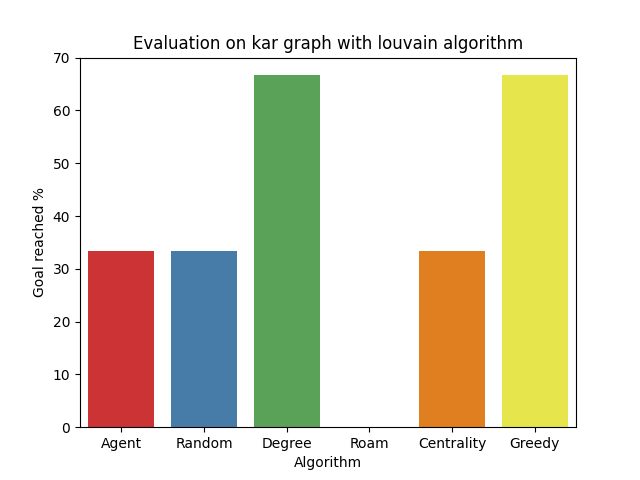 Evaluation on kar graph with louvain algorithm
Goal reached %
70
60
50
40
30
20
10
0
Agent Random Degree Roam Centrality Greedy
Algorithm